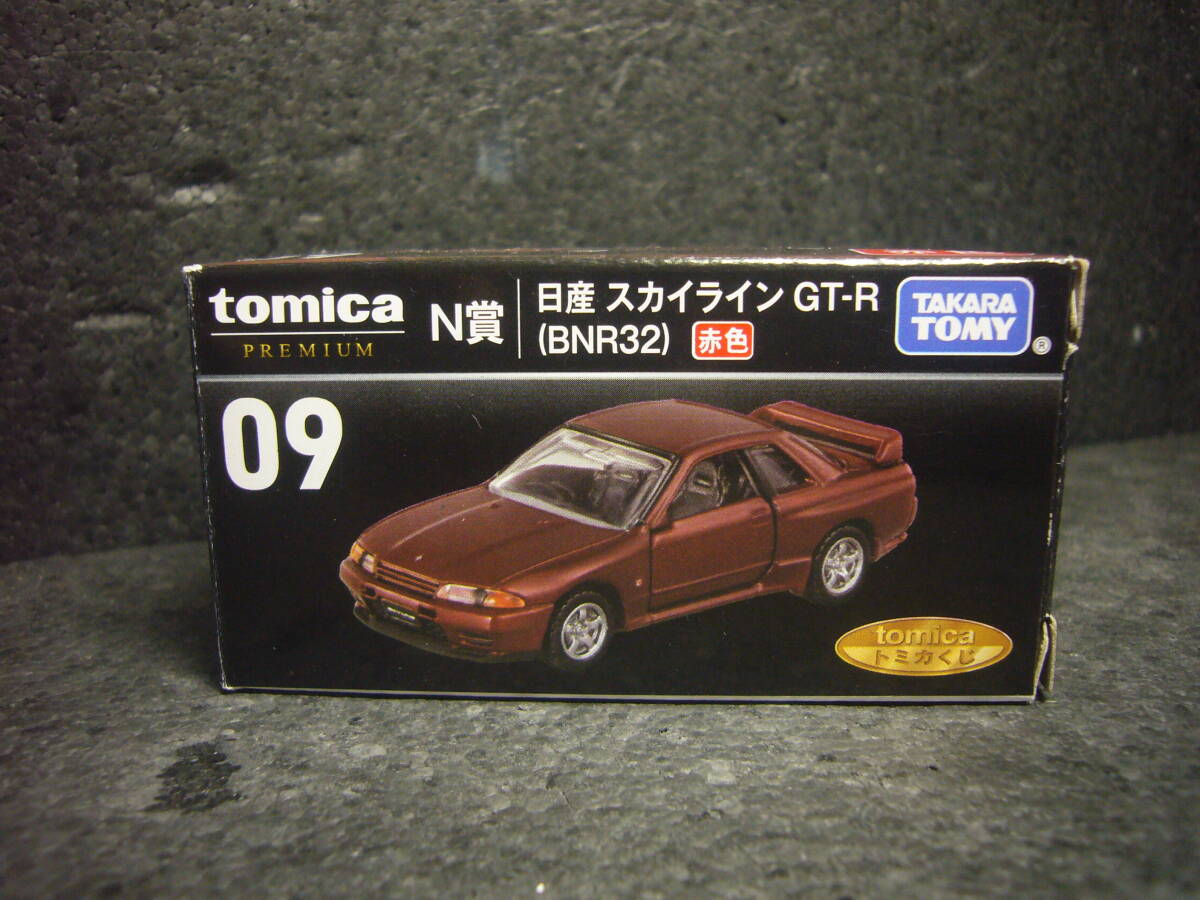 tomica
PREMIUM
N賞
日産 スカイライン GT-R
(BNR32) 赤色
TAKARA
TOMY
®
09
tomica
トミカくじ